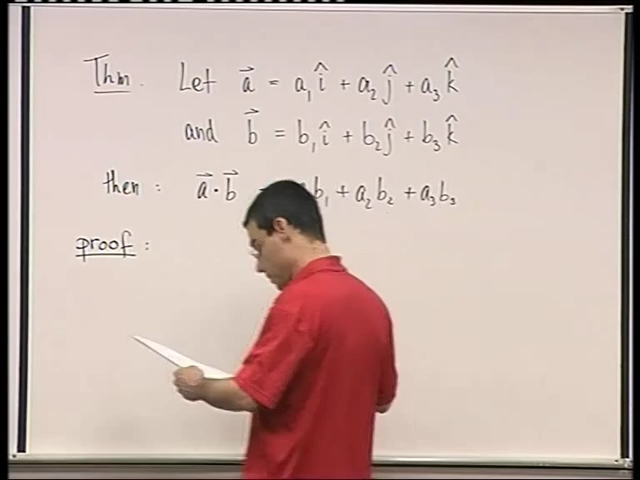 Thm. Let a⃗ = a₁î + a₂ĵ + a₃k̂
and b⃗ = b₁î + b₂ĵ + b₃k̂
then : a⃗ · b⃗ b₁ + a₂b₂ + a₃b₃
proof :